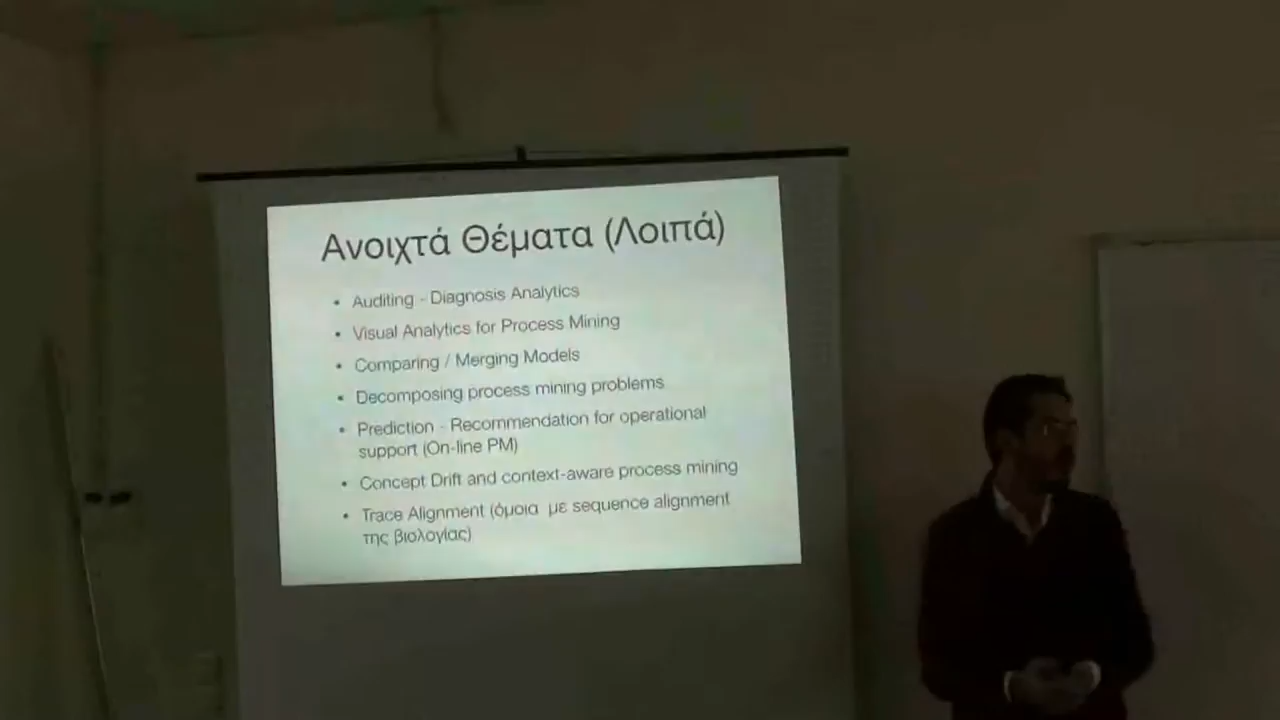 Ανοιχτά Θέματα (Λοιπά)
• Auditing - Diagnosis Analytics
• Visual Analytics for Process Mining
• Comparing / Merging Models
• Decomposing process mining problems
• Prediction - Recommendation for operational
support (On-line PM)
• Concept Drift and context-aware process mining
• Trace Alignment (όμοια με sequence alignment
της βιολογίας)